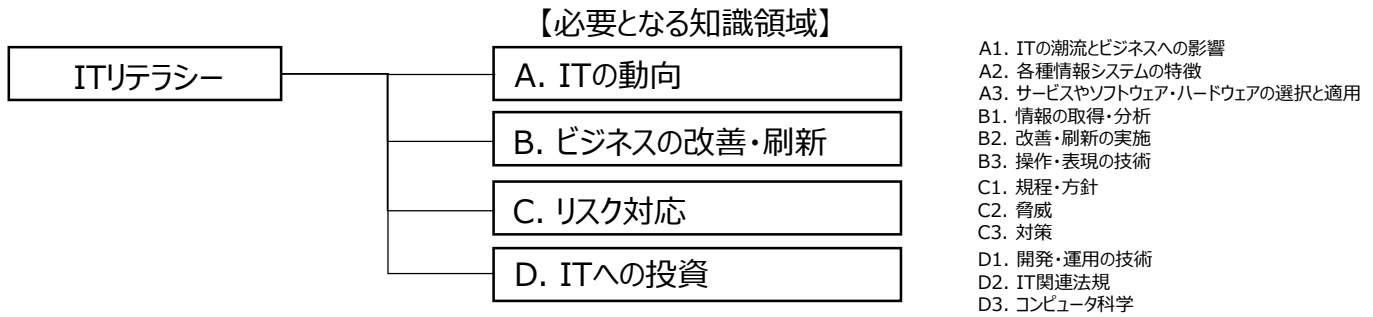 【必要となる知識領域】
ITリテラシー
A. ITの動向
B. ビジネスの改善・刷新
C. リスク対応
D. ITへの投資
A1. ITの潮流とビジネスへの影響
A2. 各種情報システムの特徴
A3. サービスやソフトウェア・ハードウェアの選択と適用
B1. 情報の取得・分析
B2. 改善・刷新の実施
B3. 操作・表現の技術
C1. 規程・方針
C2. 脅威
C3. 対策
D1. 開発・運用の技術
D2. IT関連法規
D3. コンピュータ科学